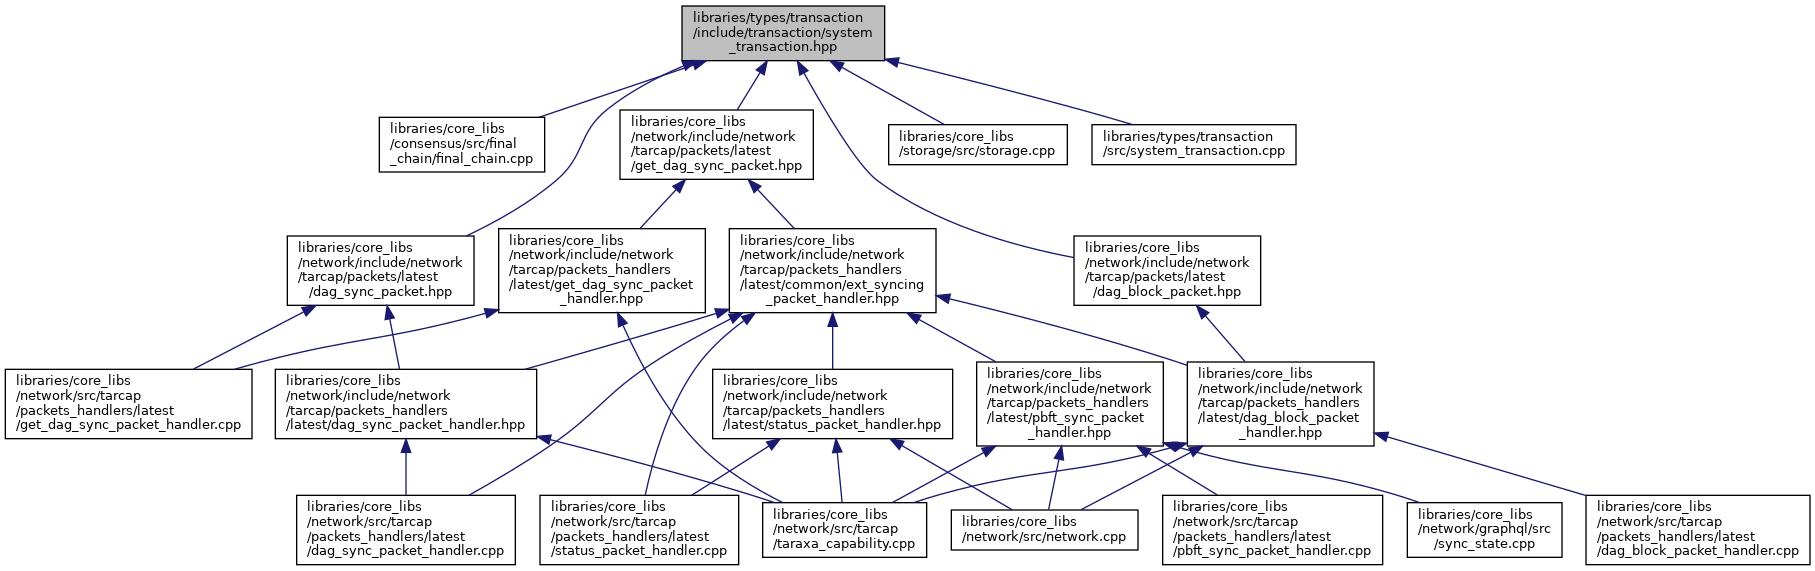 libraries/types/transaction
/include/transaction/system
_transaction.hpp
libraries/core_libs
/consensus/src/final
_chain/final_chain.cpp
libraries/core_libs
/network/include/network
/tarcap/packets/latest
/get_dag_sync_packet.hpp
libraries/core_libs
/storage/src/storage.cpp
libraries/types/transaction
/src/system_transaction.cpp
libraries/core_libs
/network/include/network
/tarcap/packets/latest
/dag_sync_packet.hpp
libraries/core_libs
/network/include/network
/tarcap/packets_handlers
/latest/get_dag_sync_packet
_handler.hpp
libraries/core_libs
/network/include/network
/tarcap/packets_handlers
/latest/common/ext_syncing
_packet_handler.hpp
libraries/core_libs
/network/include/network
/tarcap/packets/latest
/dag_block_packet.hpp
libraries/core_libs
/network/src/tarcap
/packets_handlers/latest
/get_dag_sync_packet_handler.cpp
libraries/core_libs
/network/include/network
/tarcap/packets_handlers
/latest/dag_sync_packet_handler.hpp
libraries/core_libs
/network/include/network
/tarcap/packets_handlers
/latest/status_packet_handler.hpp
libraries/core_libs
/network/include/network
/tarcap/packets_handlers
/latest/pbft_sync_packet
_handler.hpp
libraries/core_libs
/network/include/network
/tarcap/packets_handlers
/latest/dag_block_packet
_handler.hpp
libraries/core_libs
/network/src/tarcap
/packets_handlers/latest
/dag_sync_packet_handler.cpp
libraries/core_libs
/network/src/tarcap
/packets_handlers/latest
/status_packet_handler.cpp
libraries/core_libs
/network/src/tarcap
/taraxa_capability.cpp
libraries/core_libs
/network/src/network.cpp
libraries/core_libs
/network/src/tarcap
/packets_handlers/latest
/pbft_sync_packet_handler.cpp
libraries/core_libs
/network/graphql/src
/sync_state.cpp
libraries/core_libs
/network/src/tarcap
/packets_handlers/latest
/dag_block_packet_handler.cpp